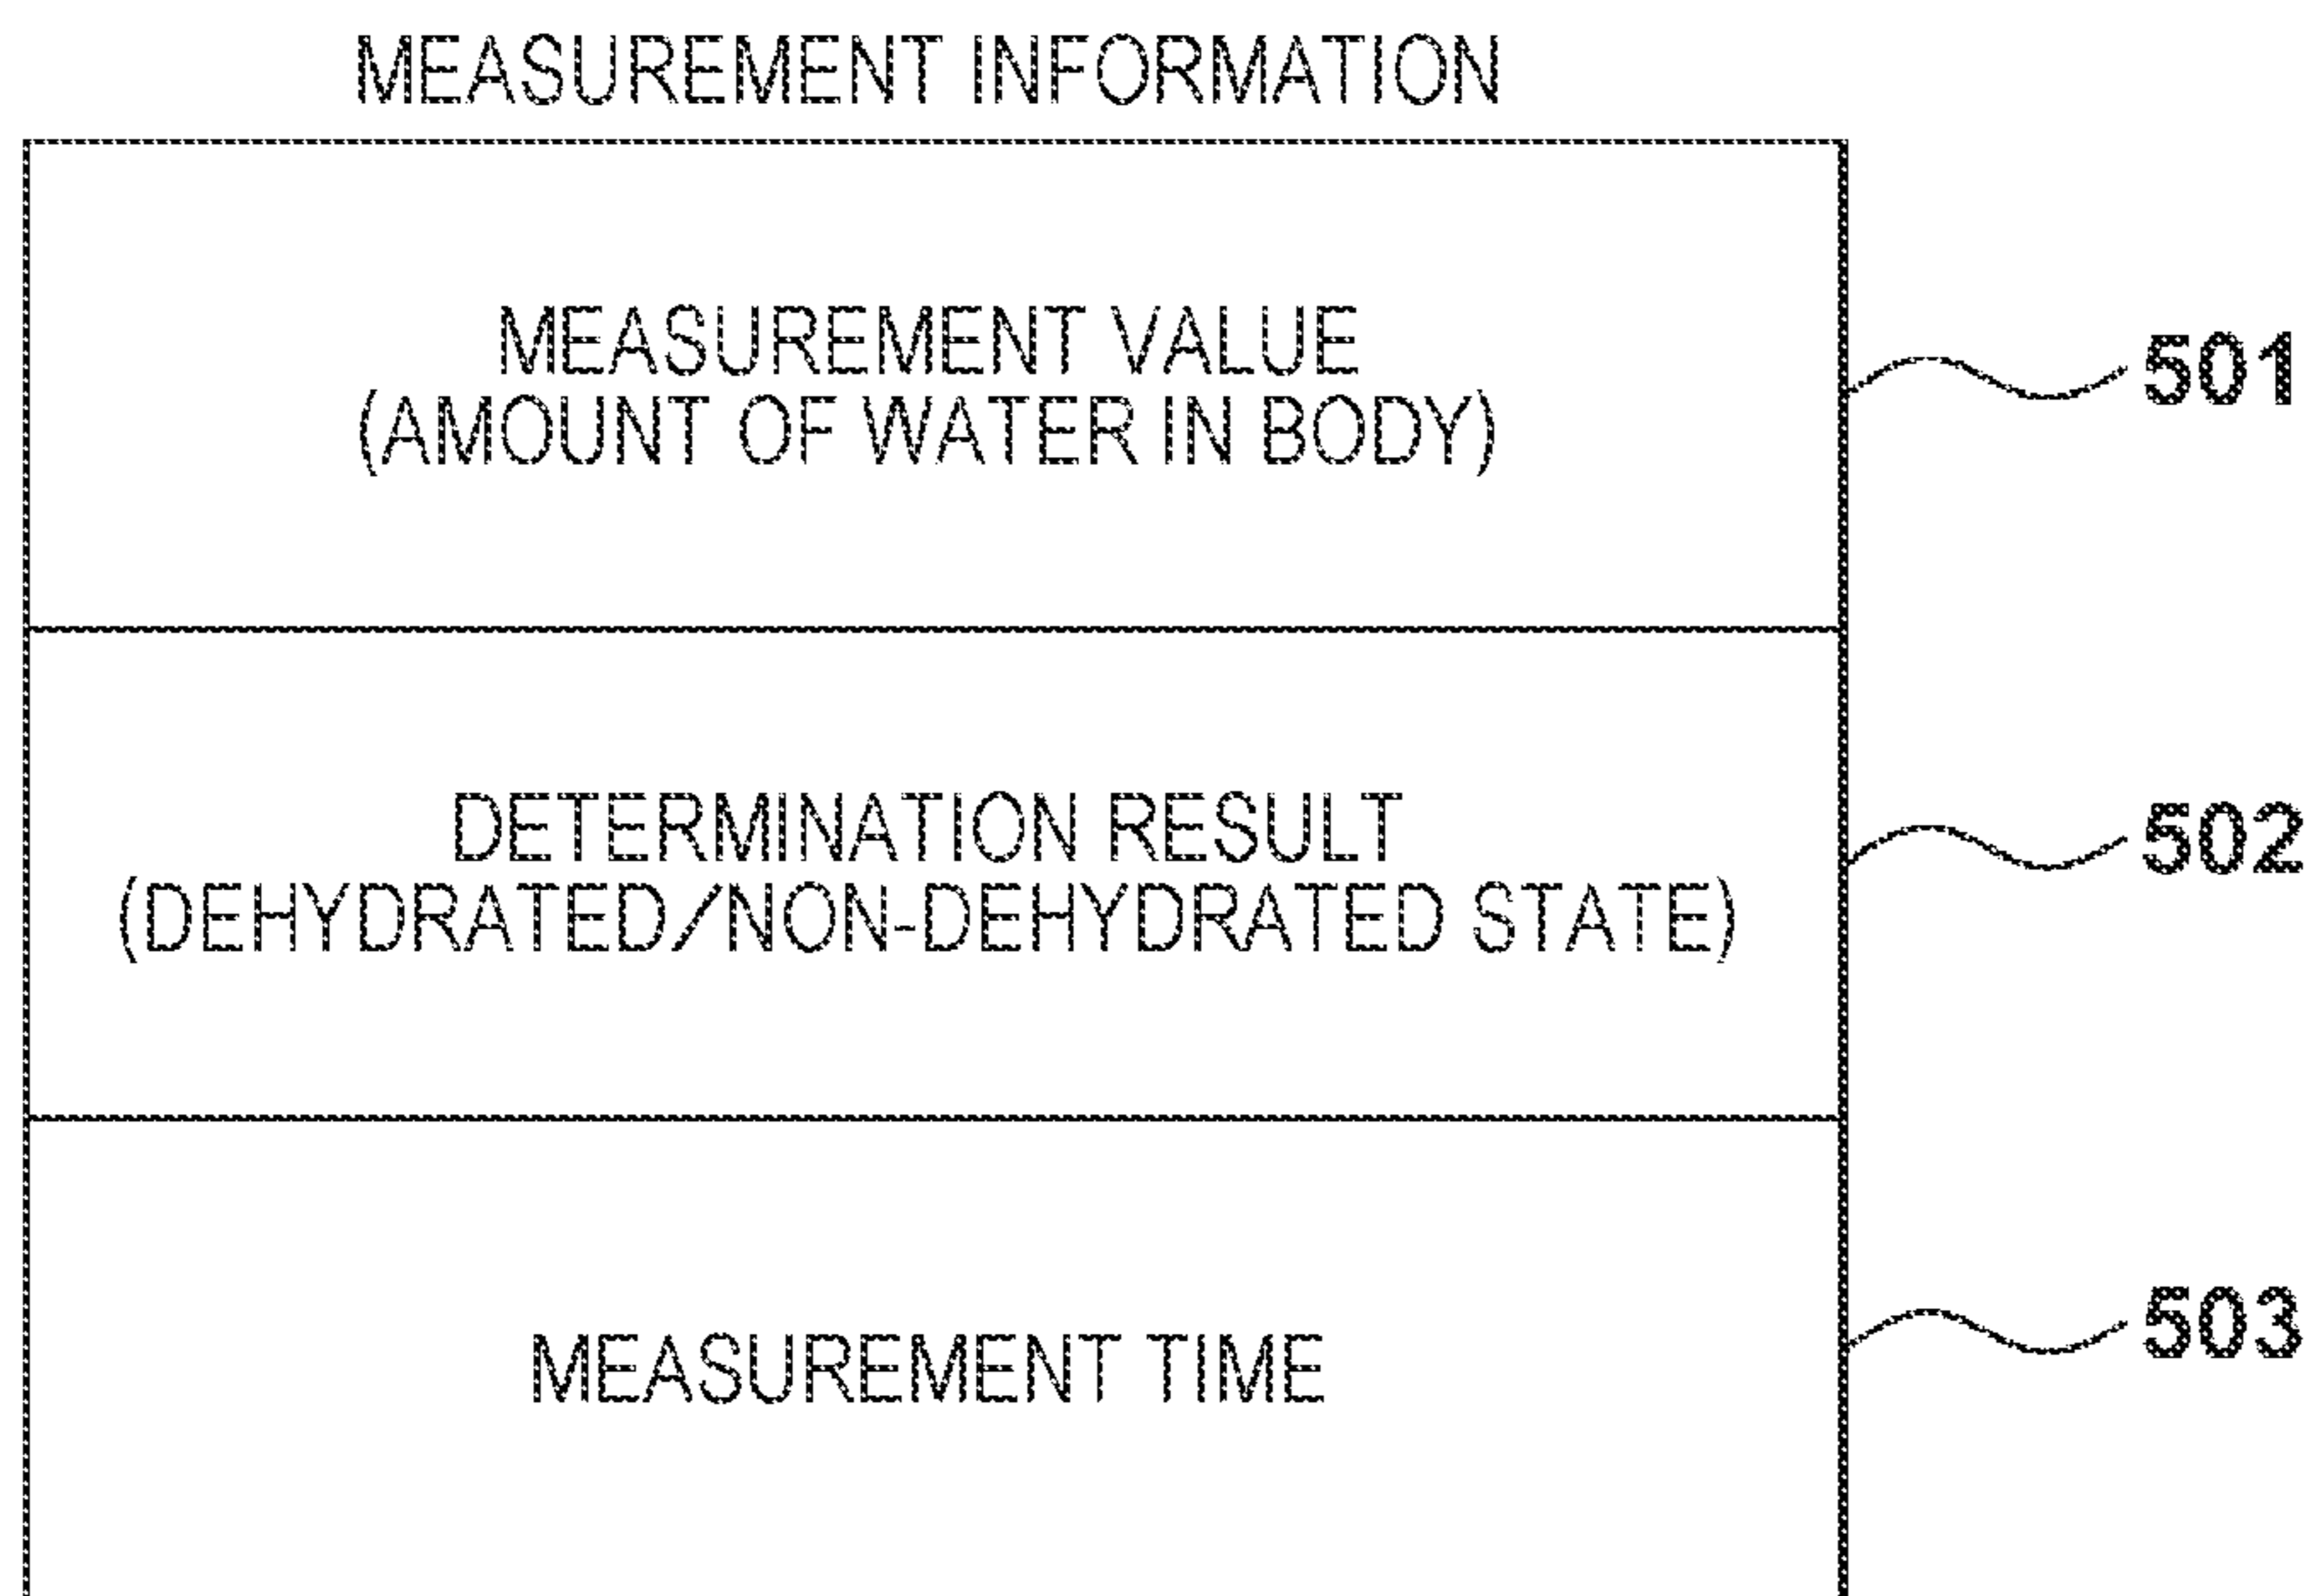 MEASUREMENT INFORMATION
MEASUREMENT VALUE
(AMOUNT OF WATER IN BODY)
501
DETERMINATION RESULT
(DEHYDRATED/NON-DEHYDRATED STATE)
502
MEASUREMENT TIME
503